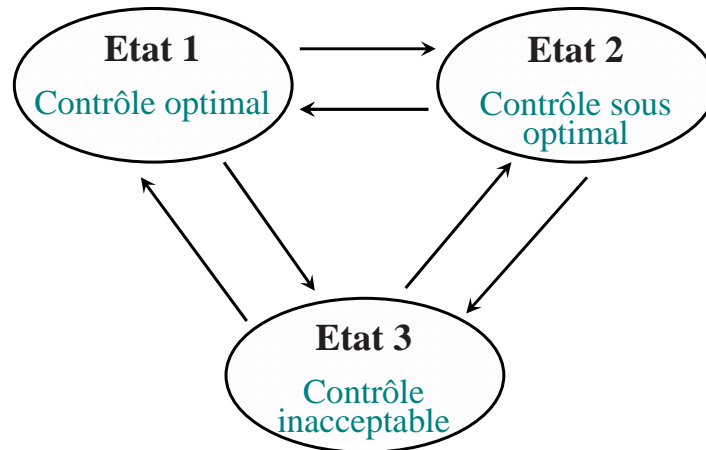 Etat 1
Contrôle optimal
Etat 2
Contrôle sous
optimal
Etat 3
Contrôle
inacceptable